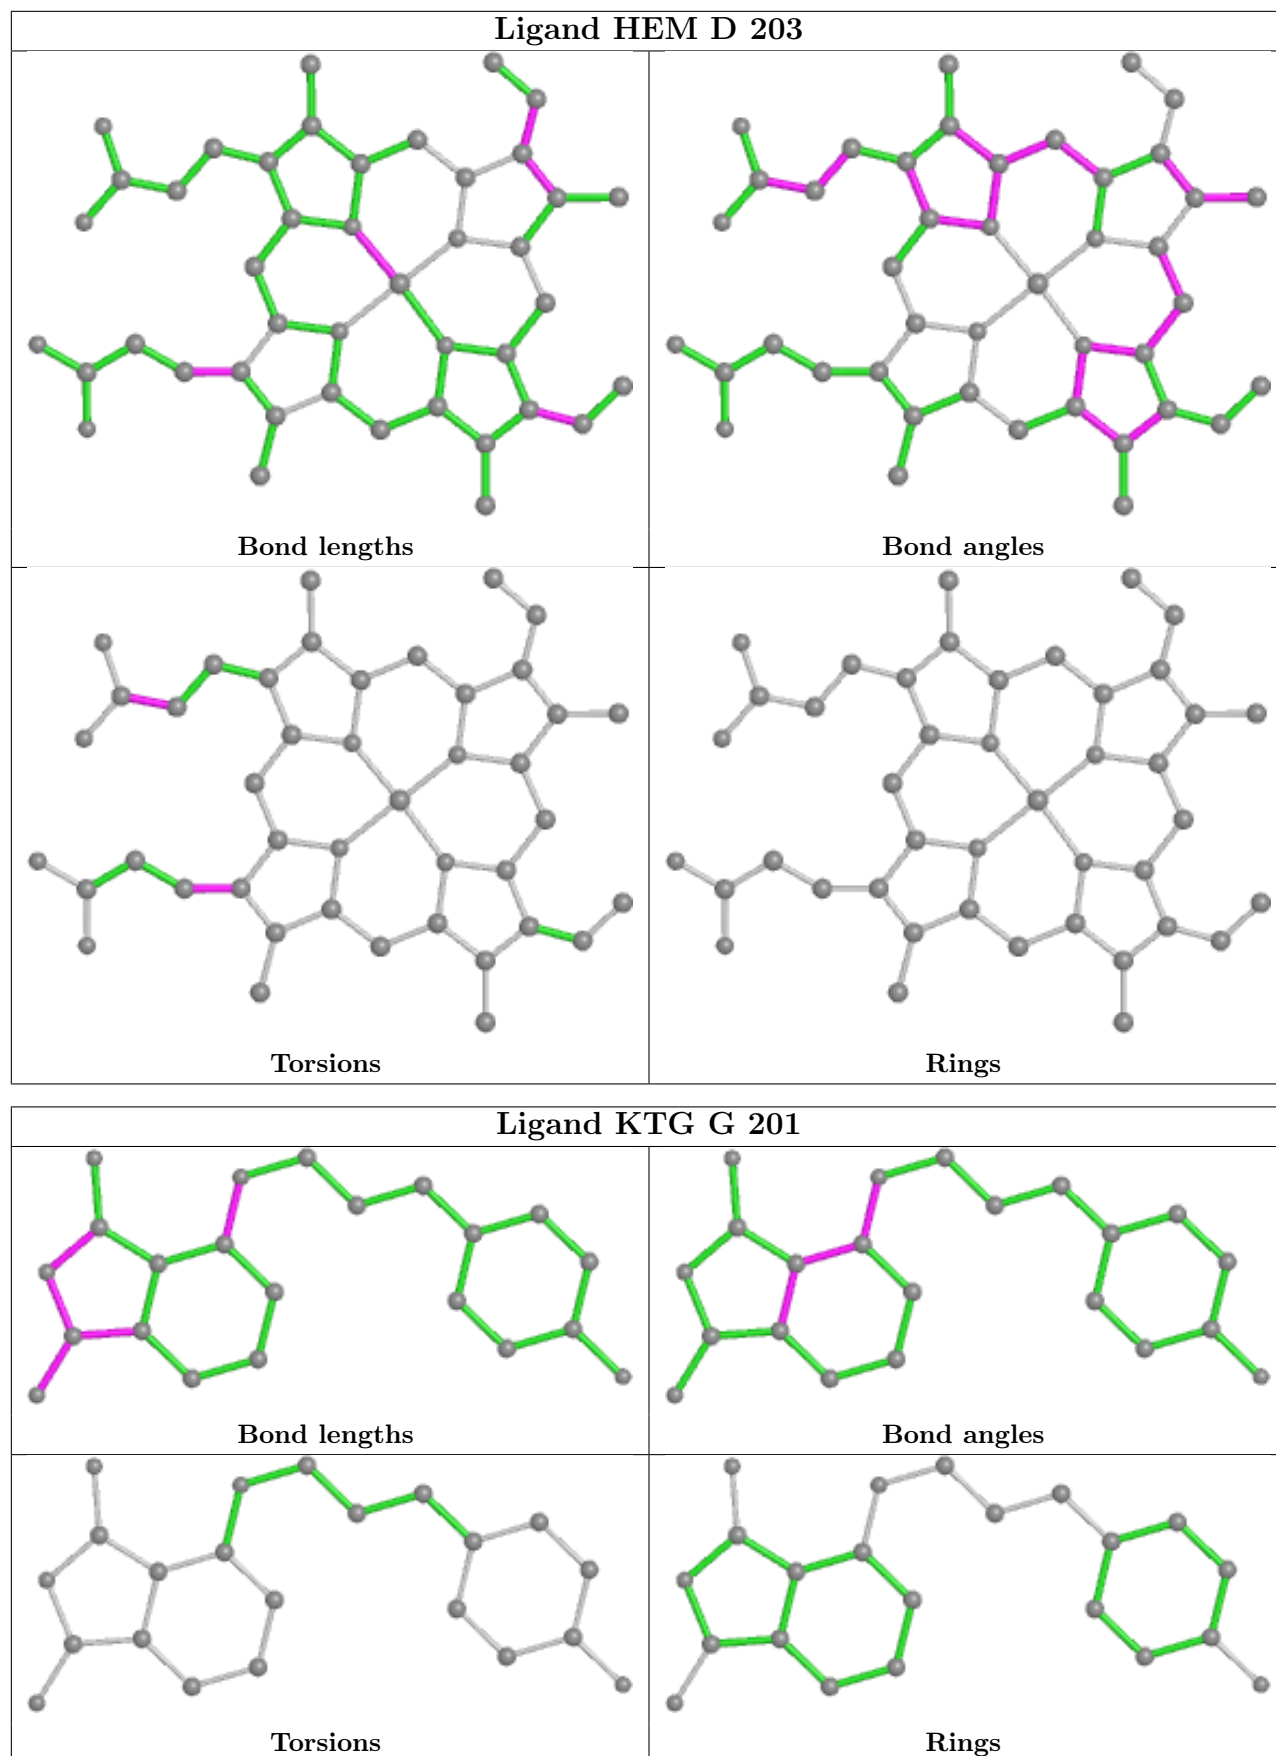 Ligand HEM D 203
Bond lengths
Bond angles
Torsions
Rings
Ligand KTG G 201
Bond lengths
Bond angles
Torsions
Rings